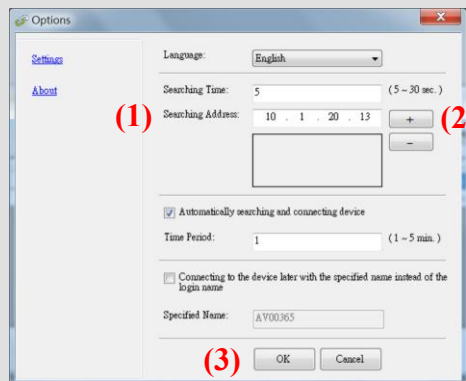 Options
Settings
About
Language: English
Searching Time: 5 (5 ~ 30 sec.)
(1) Searching Address: 10 . 1 . 20 . 13 + (2
−
Automatically searching and connecting device
Time Period: 1 (1 ~ 5 min.)
Connecting to the device later with the specified name instead of the
login name
Specified Name: AV00365
(3) OK Cancel